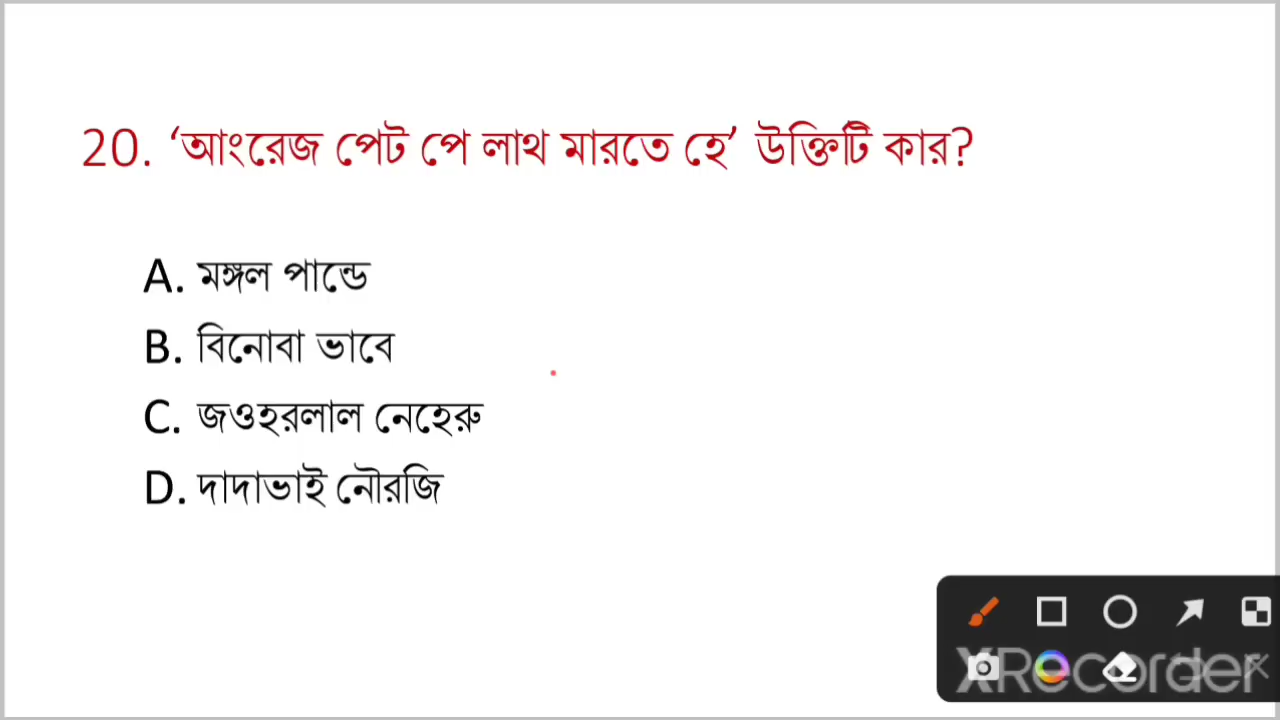 20. ‘আংরেজ পেট পে লাথ মারতে হে’ উক্তিটি কার?
A. মঙ্গল পান্ডে
B. বিনোবা ভাবে
C. জওহরলাল নেহেরু
D. দাদাভাই নৌরজি
XRecorder